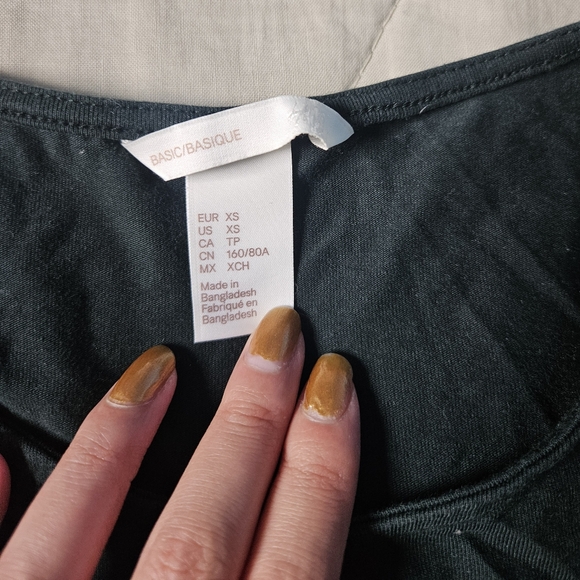 BASIC/BASIQUE
EUR XS
US XS
CA TP
CN 160/80A
MX XCH
Made in
Bangladesh
Fabriqué en
Bangladesh